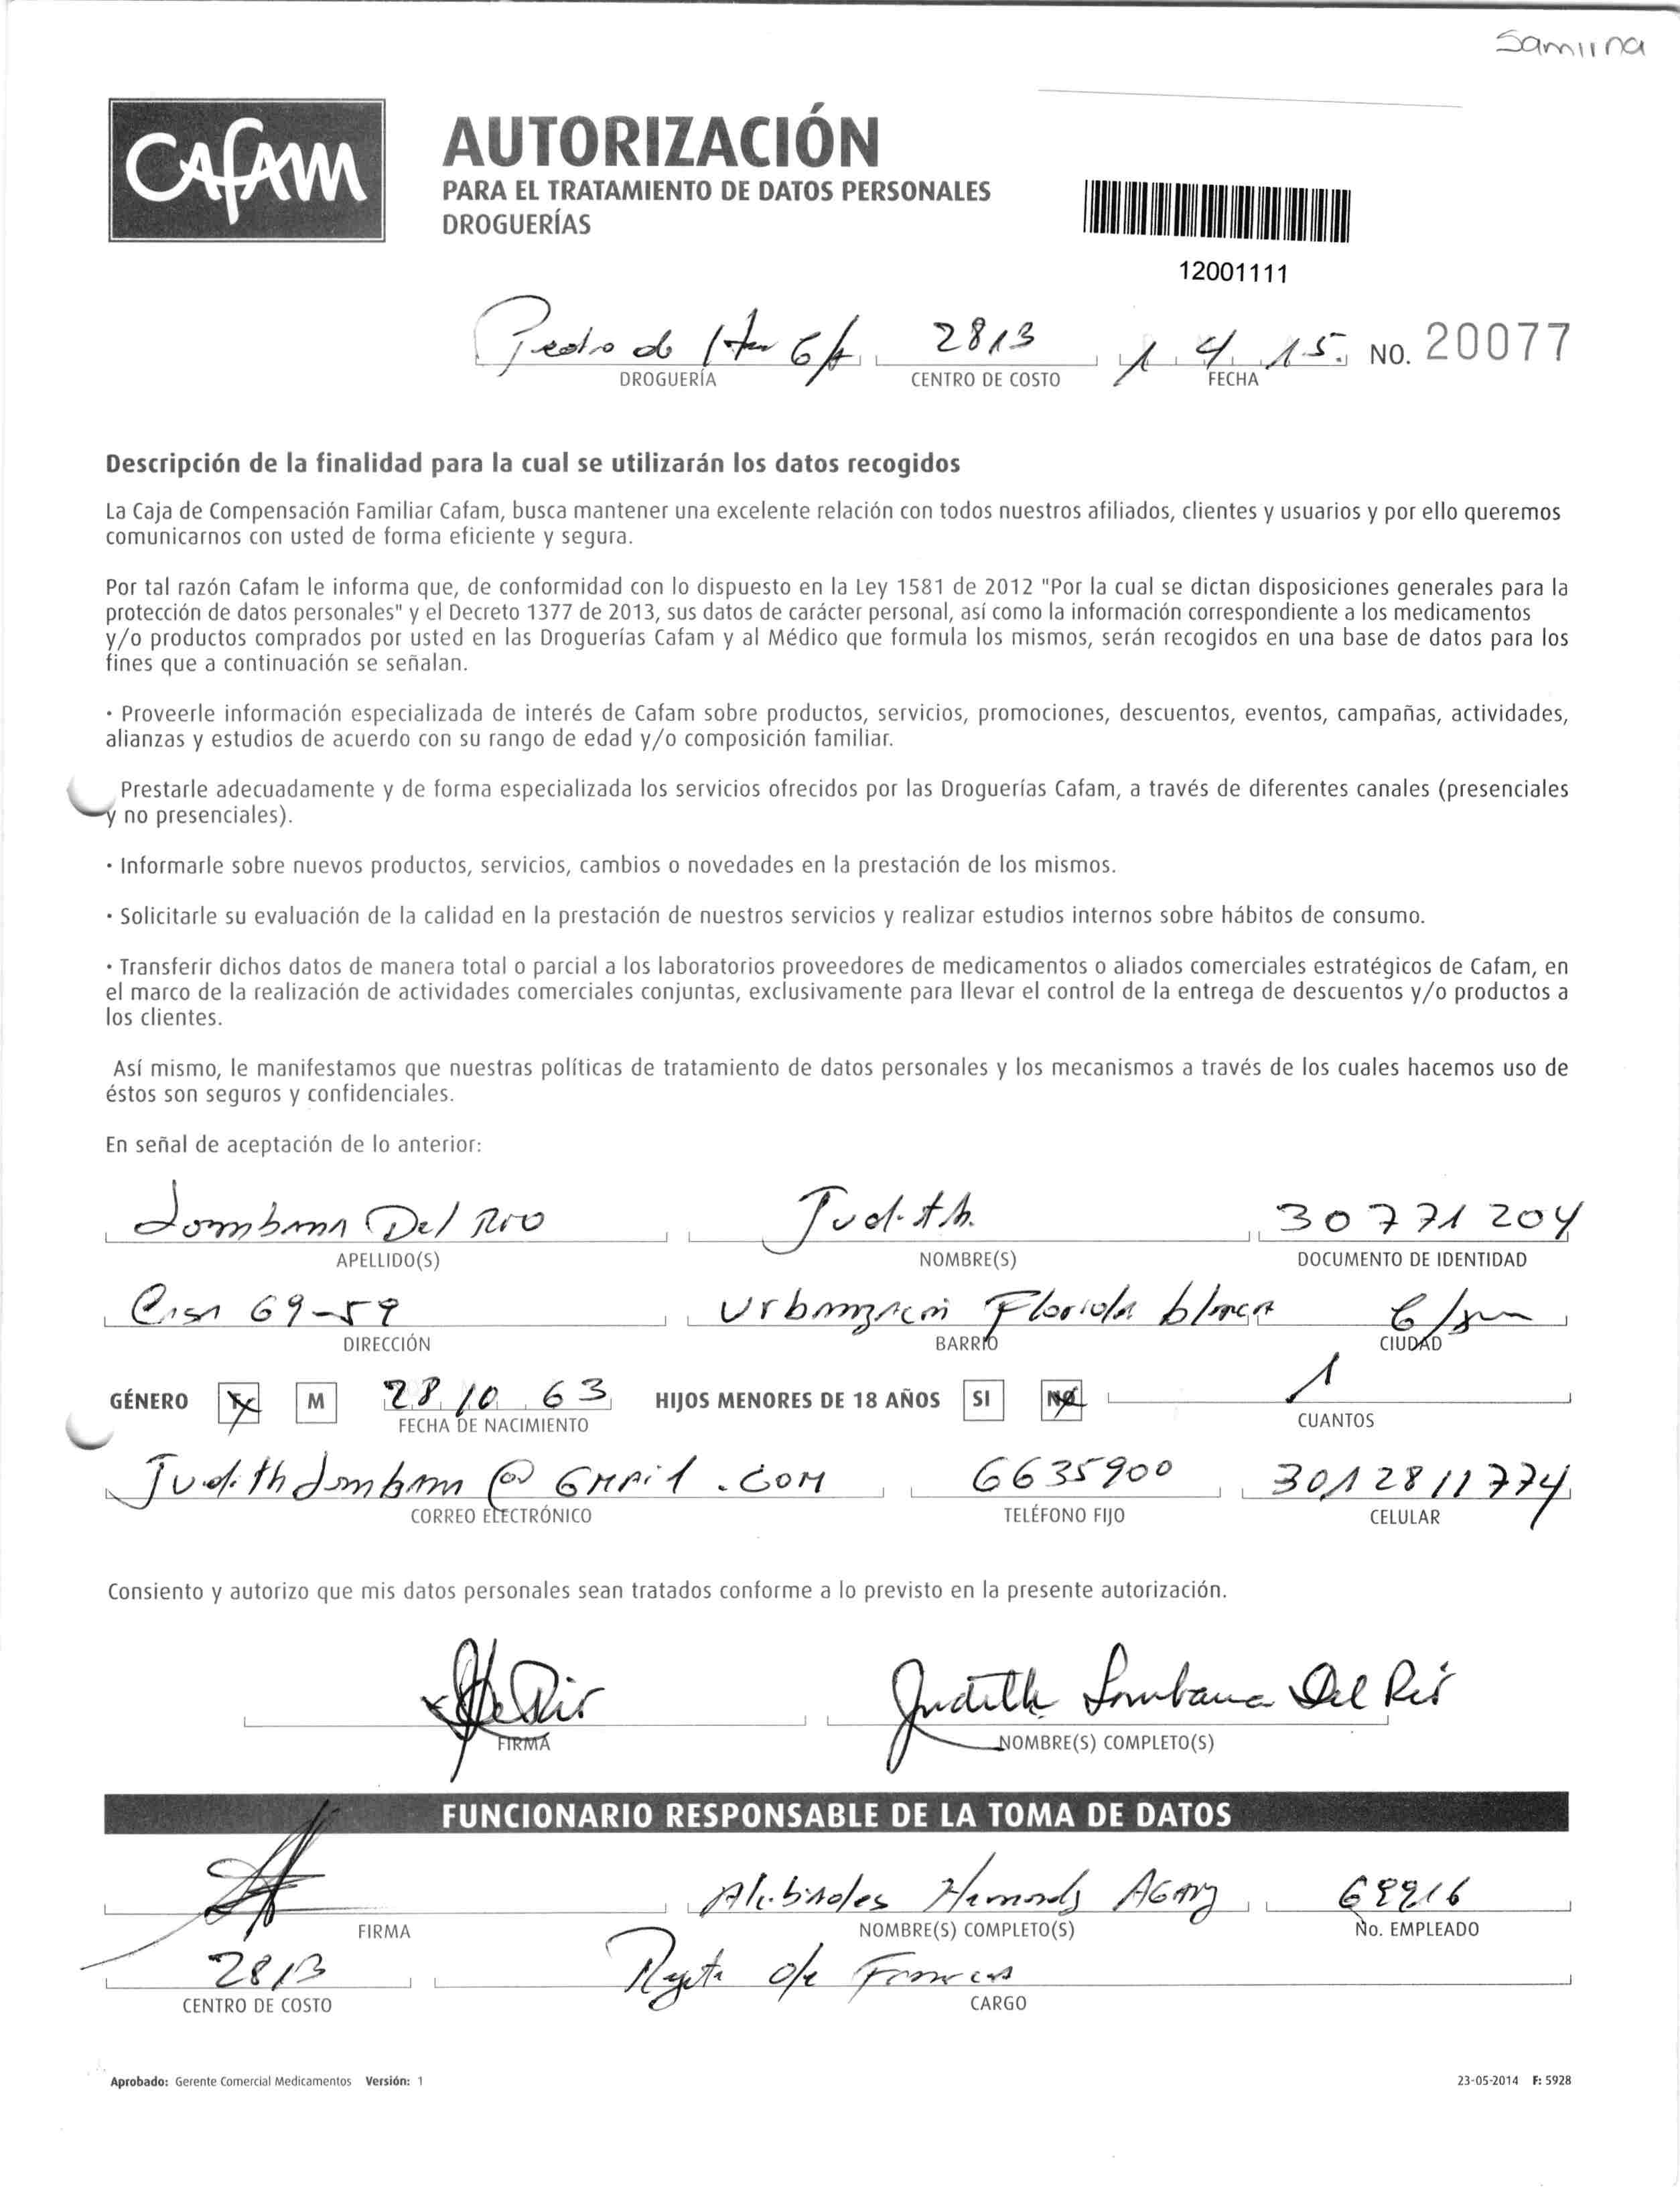 Samiina
CAFAM
AUTORIZACIÓN
PARA EL TRATAMIENTO DE DATOS PERSONALES
DROGUERÍAS
12001111
Pedro de 2813 1 4 15. NO. 20077
DROGUERÍA CENTRO DE COSTO FECHA
Descripción de la finalidad para la cual se utilizarán los datos recogidos
La Caja de Compensación Familiar Cafam, busca mantener una excelente relación con todos nuestros afiliados, clientes y usuarios y por ello queremos
comunicarnos con usted de forma eficiente y segura.
Por tal razón Cafam le informa que, de conformidad con lo dispuesto en la Ley 1581 de 2012 "Por la cual se dictan disposiciones generales para la
protección de datos personales" y el Decreto 1377 de 2013, sus datos de carácter personal, así como la información correspondiente a los medicamentos
y/o productos comprados por usted en las Droguerías Cafam y al Médico que formula los mismos, serán recogidos en una base de datos para los
fines que a continuación se señalan.
· Proveerle información especializada de interés de Cafam sobre productos, servicios, promociones, descuentos, eventos, campañas, actividades,
alianzas y estudios de acuerdo con su rango de edad y/o composición familiar.
Prestarle adecuadamente y de forma especializada los servicios ofrecidos por las Droguerías Cafam, a través de diferentes canales (presenciales
y no presenciales).
· Informarle sobre nuevos productos, servicios, cambios o novedades en la prestación de los mismos.
· Solicitarle su evaluación de la calidad en la prestación de nuestros servicios y realizar estudios internos sobre hábitos de consumo.
· Transferir dichos datos de manera total o parcial a los laboratorios proveedores de medicamentos o aliados comerciales estratégicos de Cafam, en
el marco de la realización de actividades comerciales conjuntas, exclusivamente para llevar el control de la entrega de descuentos y/o productos a
los clientes.
Así mismo, le manifestamos que nuestras políticas de tratamiento de datos personales y los mecanismos a través de los cuales hacemos uso de
éstos son seguros y confidenciales.
En señal de aceptación de lo anterior:
Lombana Del Rio Judith. 30771204
APELLIDO(S) NOMBRE(S) DOCUMENTO DE IDENTIDAD
Casa 69-59 Urbanización Florida blanca
DIRECCIÓN BARRIO CIUDAD
GÉNERO F M 28 10 63 HIJOS MENORES DE 18 AÑOS SI NO 1
FECHA DE NACIMIENTO CUANTOS
Judithlombana@Gmail.com 6635900 3012811774
CORREO ELECTRÓNICO TELÉFONO FIJO CELULAR
Consiento y autorizo que mis datos personales sean tratados conforme a lo previsto en la presente autorización.
Judith Lombana Del Rio
FIRMA NOMBRE(S) COMPLETO(S)
FUNCIONARIO RESPONSABLE DE LA TOMA DE DATOS
Alcibiades
FIRMA NOMBRE(S) COMPLETO(S) No. EMPLEADO
2813 de
CENTRO DE COSTO CARGO
Aprobado: Gerente Comercial Medicamentos Versión: 1 23-05-2014 F: 5928